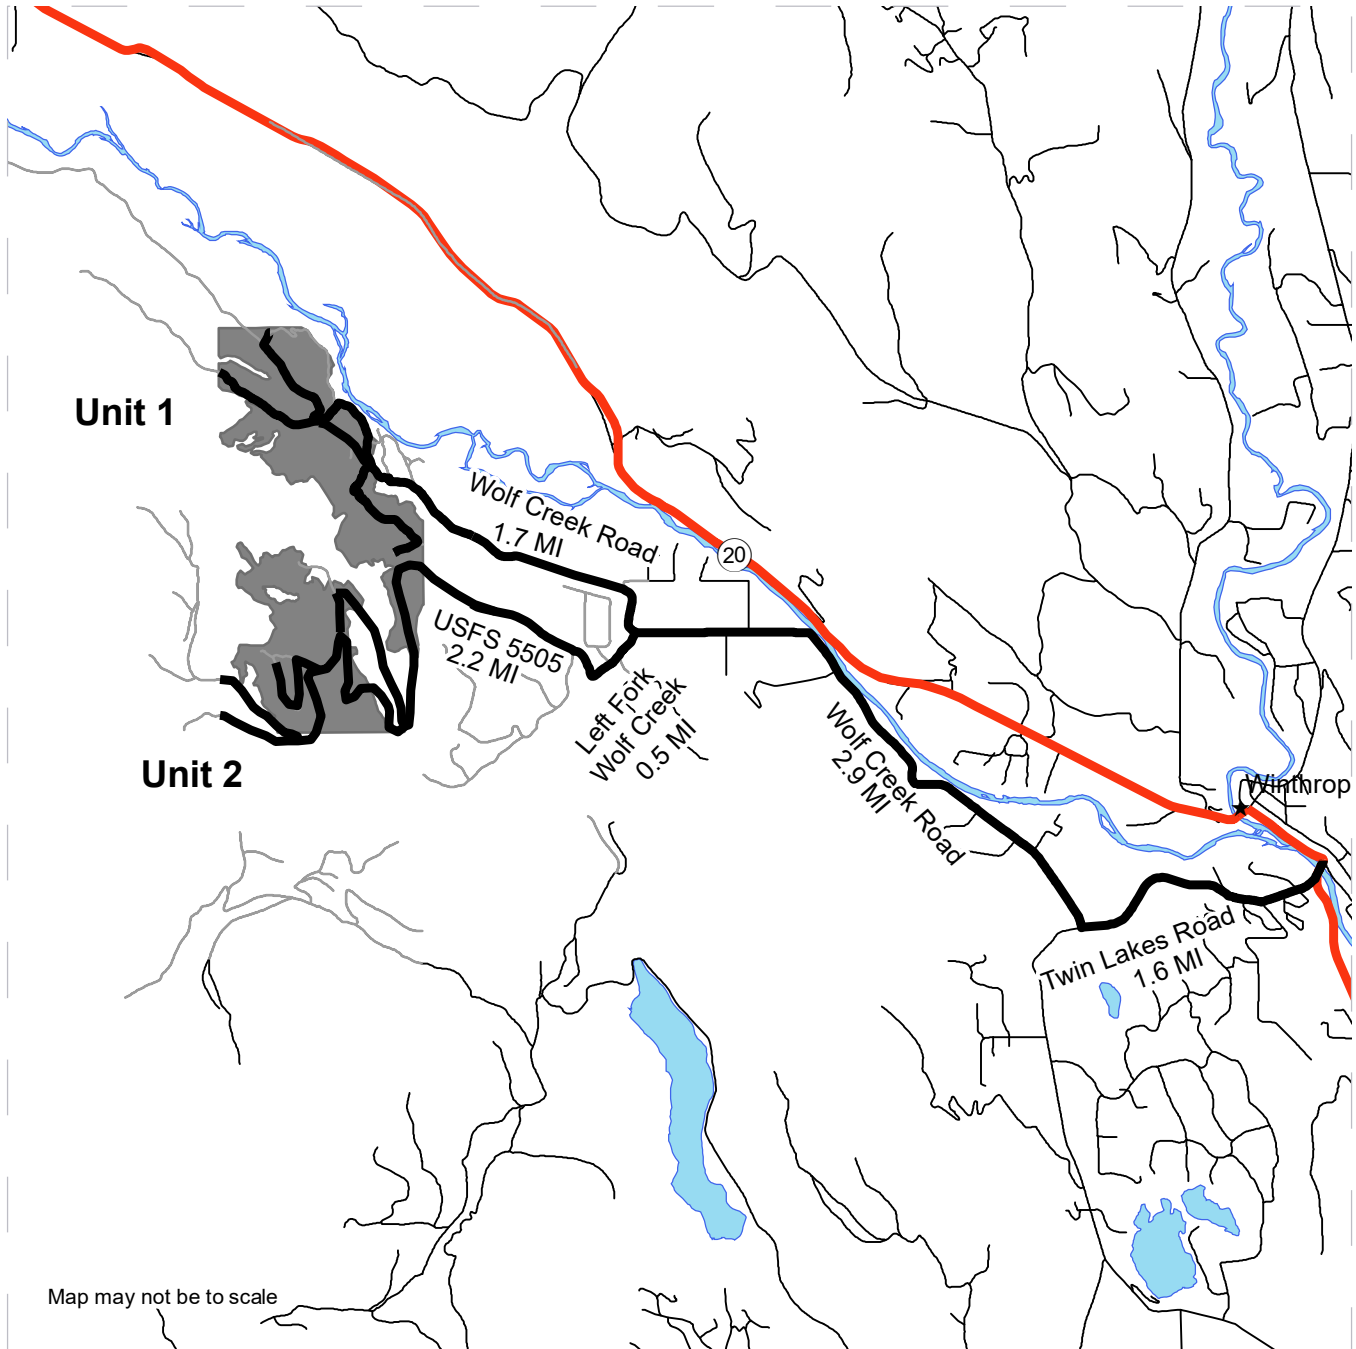 Unit 1
Wolf Creek Road
1.7 MI
20
USFS 5505
2.2 MI
Left Fork
Wolf Creek
0.5 MI
Unit 2
Wolf Creek Road
2.9 MI
Winthrop
Twin Lakes Road
1.6 MI
Map may not be to scale